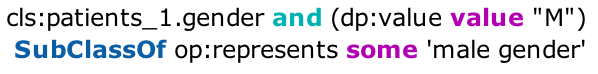 cls:patients_1.gender and (dp:value value "M")
SubClassOf op:represents some 'male gender'